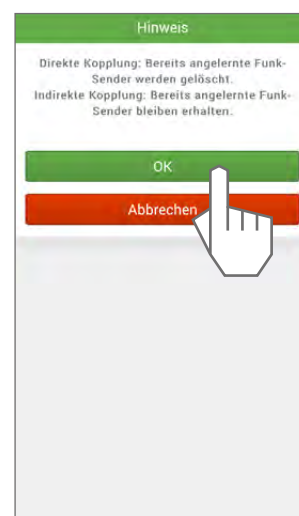 Hinweis
Direkte Kopplung: Bereits angelernte Funk-
Sender werden gelöscht.
Indirekte Kopplung: Bereits angelernte Funk-
Sender bleiben erhalten.
OK
Abbrechen